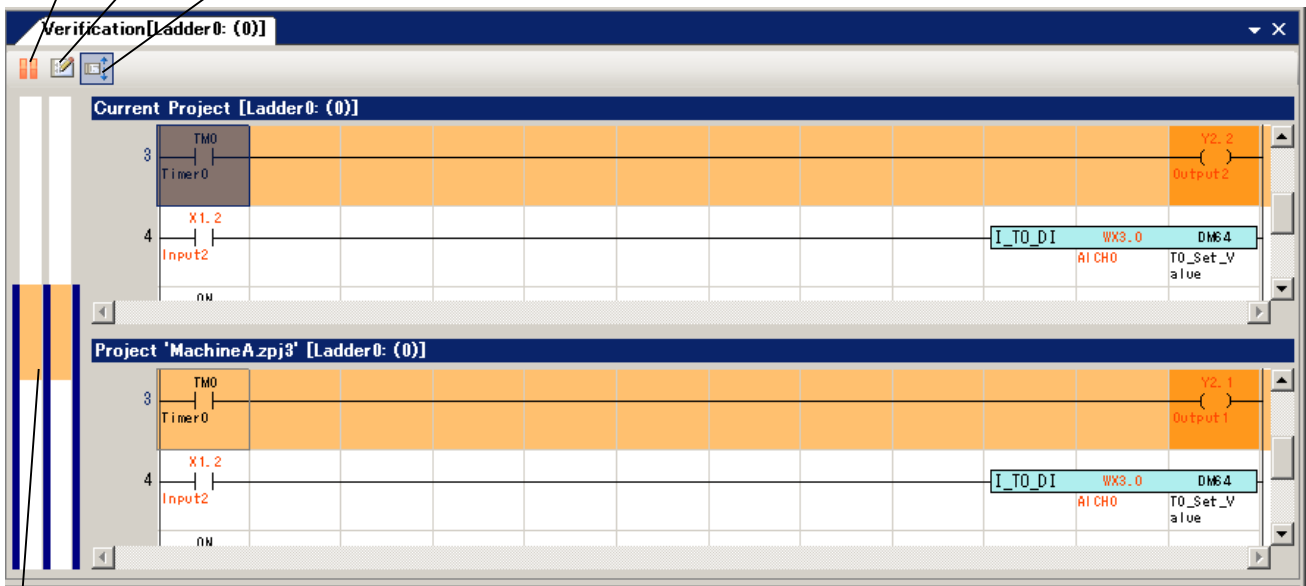 Verification[Ladder0: (0)]
Current Project [Ladder0: (0)]
TM0 Y2.2
3
Timer0 Output2
X1.2
4 I_TO_DI WX3.0 DM64
Input2 AICH0 T0_Set_V
alue
ON
Project 'MachineA.zpj3' [Ladder0: (0)]
TM0 Y2.1
3
Timer0 Output1
X1.2
4 I_TO_DI WX3.0 DM64
Input2 AICH0 T0_Set_V
alue
ON